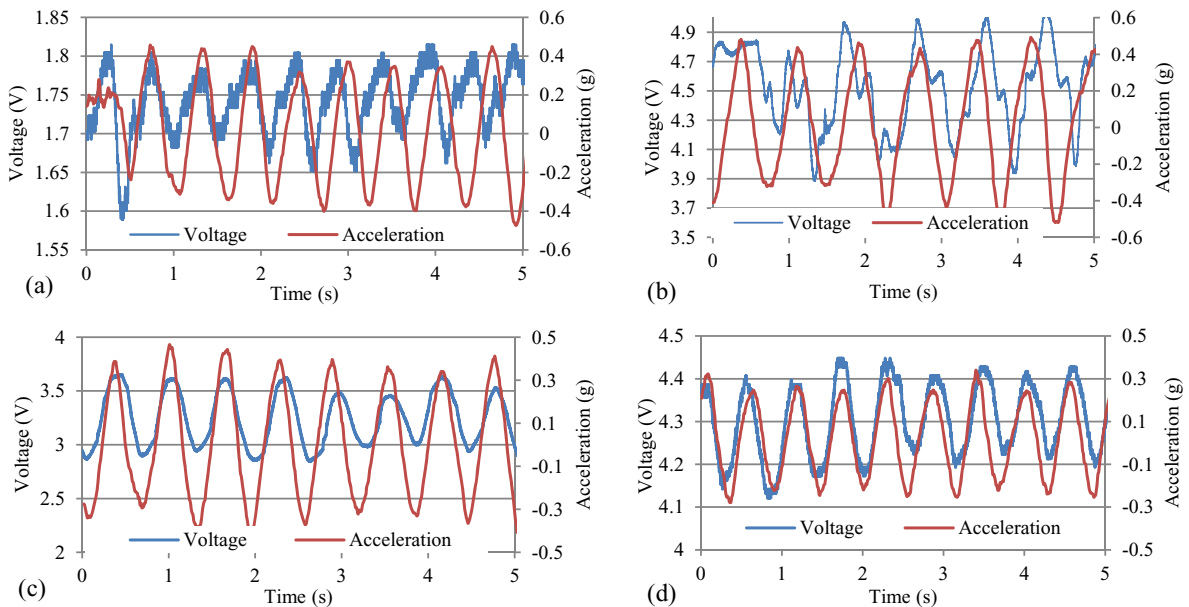 1.85
1.8
1.75
1.7
1.65
1.6
1.55
Voltage (V)
0.6
0.4
0.2
0
-0.2
-0.4
-0.6
Acceleration (g)
Voltage
Acceleration
0 1 2 3 4 5
Time (s)
(a)
4.9
4.7
4.5
4.3
4.1
3.9
3.7
3.5
Voltage (V)
0.6
0.4
0.2
0
-0.2
-0.4
-0.6
Acceleration (g)
Voltage
Acceleration
0 1 2 3 4 5
Time (s)
(b)
4
3.5
3
2.5
2
Voltage (V)
0.5
0.3
0.1
-0.1
-0.3
-0.5
Acceleration (g)
Voltage
Acceleration
0 1 2 3 4 5
Time (s)
(c)
4.5
4.4
4.3
4.2
4.1
4
Voltage (V)
0.5
0.3
0.1
-0.1
-0.3
-0.5
Acceleration (g)
Voltage
Acceleration
0 1 2 3 4 5
Time (s)
(d)